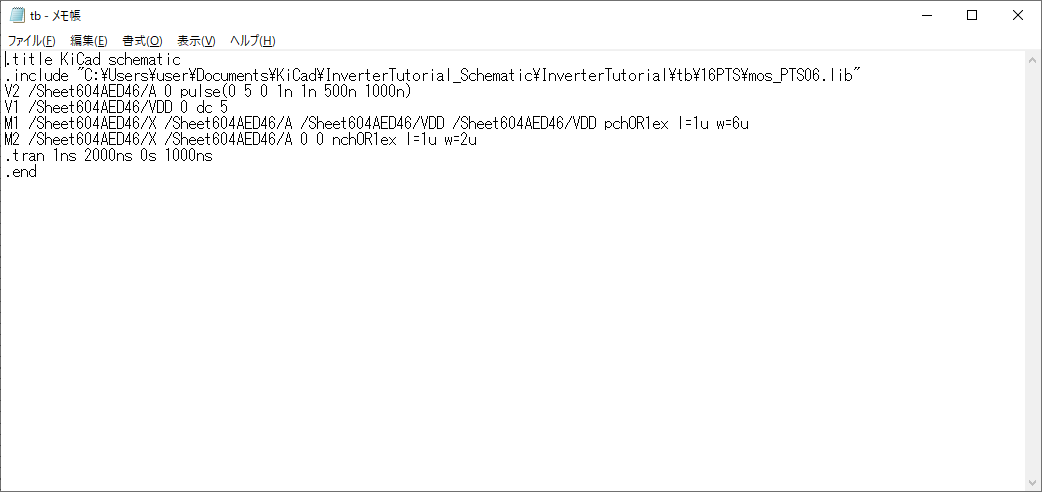 tb - メモ帳
ファイル(F) 編集(E) 書式(O) 表示(V) ヘルプ(H)
.title KiCad schematic
.include "C:¥Users¥user¥Documents¥KiCad¥InverterTutorial_Schematic¥InverterTutorial¥tb¥16PTS¥mos_PTS06.lib"
V2 /Sheet604AED46/A 0 pulse(0 5 0 1n 1n 500n 1000n)
V1 /Sheet604AED46/VDD 0 dc 5
M1 /Sheet604AED46/X /Sheet604AED46/A /Sheet604AED46/VDD /Sheet604AED46/VDD pchOR1ex l=1u w=6u
M2 /Sheet604AED46/X /Sheet604AED46/A 0 0 nchOR1ex l=1u w=2u
.tran 1ns 2000ns 0s 1000ns
.end